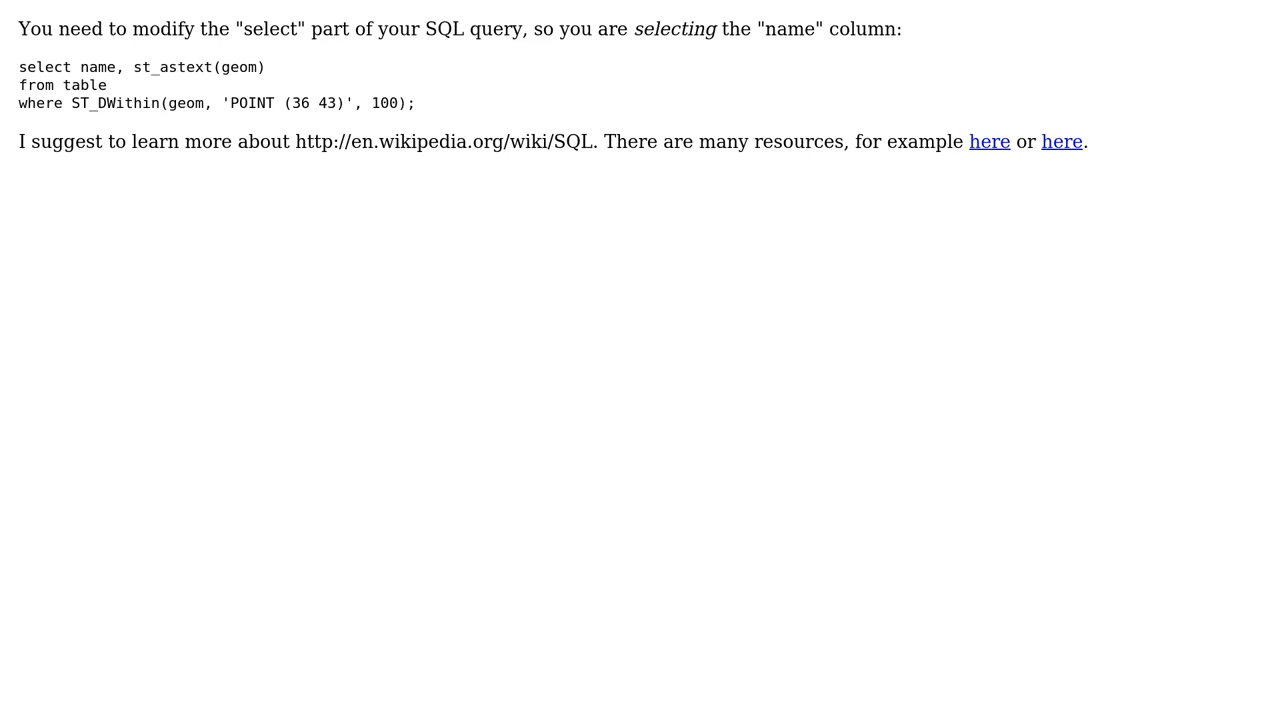 You need to modify the "select" part of your SQL query, so you are selecting the "name" column:
select name, st_astext(geom)
from table
where ST_DWithin(geom, 'POINT (36 43)', 100);
I suggest to learn more about http://en.wikipedia.org/wiki/SQL. There are many resources, for example here or here.